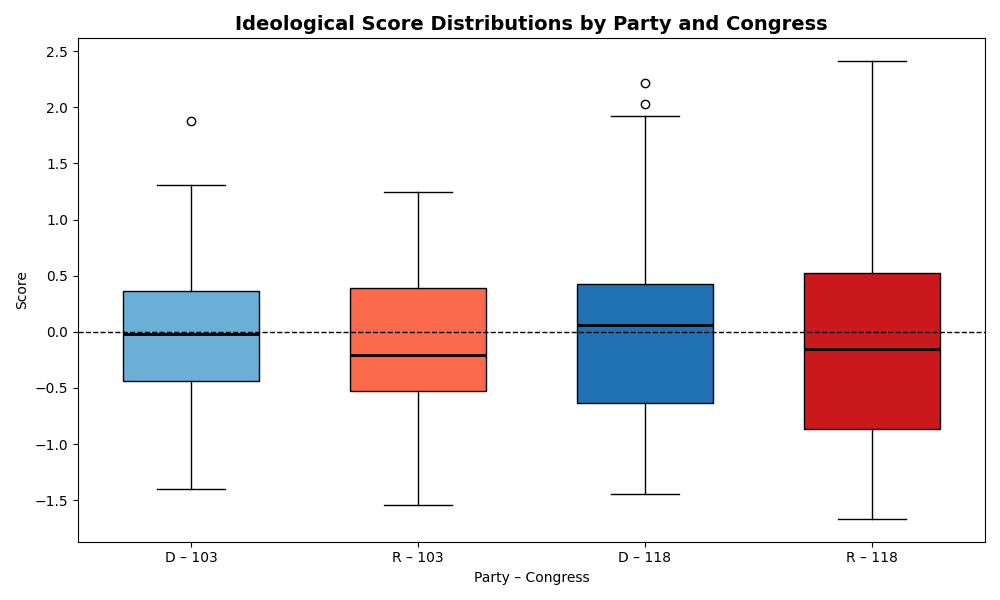 Ideological Score Distributions by Party and Congress
2.5
2.0
1.5
1.0
0.5
0.0
−0.5
−1.0
−1.5
Score
D – 103
R – 103
D – 118
R – 118
Party – Congress